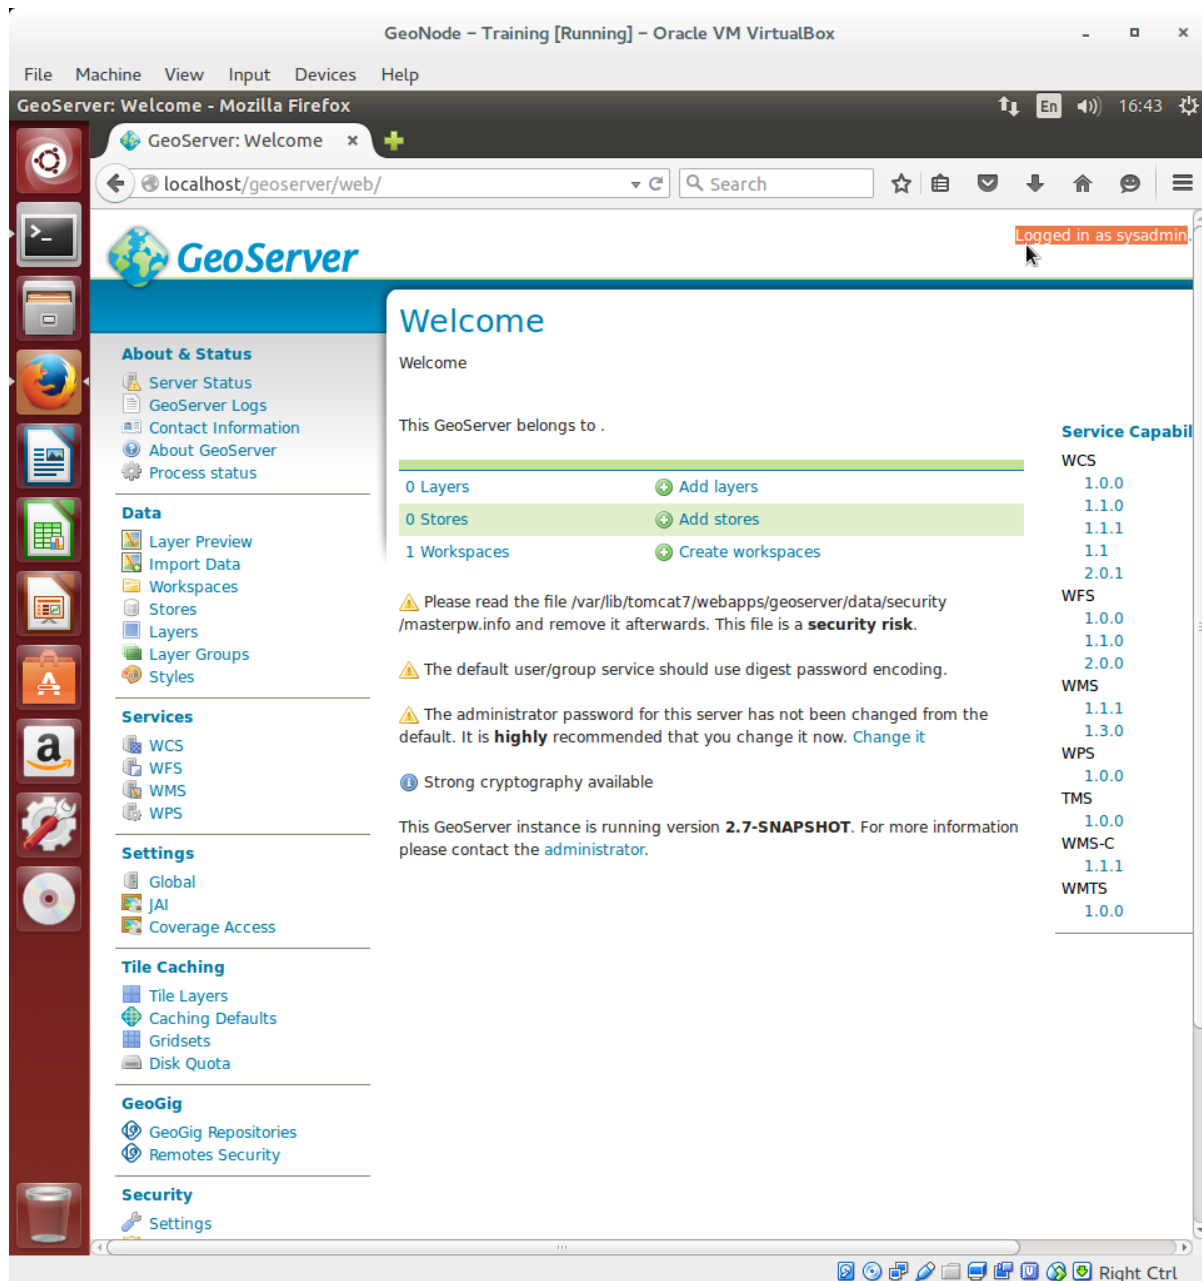 GeoNode – Training [Running] – Oracle VM VirtualBox
File Machine View Input Devices Help
GeoServer: Welcome - Mozilla Firefox
En 16:43
GeoServer: Welcome
localhost/geoserver/web/
Search
GeoServer
Logged in as sysadmin.
About & Status
Server Status
GeoServer Logs
Contact Information
About GeoServer
Process status
Data
Layer Preview
Import Data
Workspaces
Stores
Layers
Layer Groups
Styles
Services
WCS
WFS
WMS
WPS
Settings
Global
JAI
Coverage Access
Tile Caching
Tile Layers
Caching Defaults
Gridsets
Disk Quota
GeoGig
GeoGig Repositories
Remotes Security
Security
Settings
Welcome
Welcome
This GeoServer belongs to .
0 Layers Add layers
0 Stores Add stores
1 Workspaces Create workspaces
Please read the file /var/lib/tomcat7/webapps/geoserver/data/security
/masterpw.info and remove it afterwards. This file is a security risk.
The default user/group service should use digest password encoding.
The administrator password for this server has not been changed from the
default. It is highly recommended that you change it now. Change it
Strong cryptography available
This GeoServer instance is running version 2.7-SNAPSHOT. For more information
please contact the administrator.
Service Capabil
WCS
1.0.0
1.1.0
1.1.1
1.1
2.0.1
WFS
1.0.0
1.1.0
2.0.0
WMS
1.1.1
1.3.0
WPS
1.0.0
TMS
1.0.0
WMS-C
1.1.1
WMTS
1.0.0
Right Ctrl